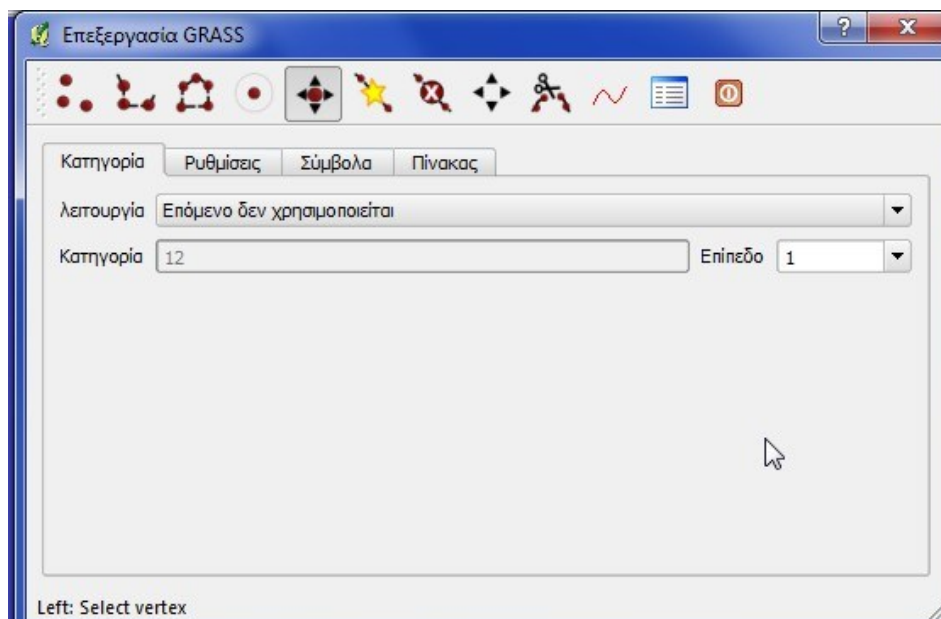 Επεξεργασία GRASS
Κατηγορία Ρυθμίσεις Σύμβολα Πίνακας
λειτουργία Επόμενο δεν χρησιμοποιείται
Κατηγορία 12 Επίπεδο 1
Left: Select vertex